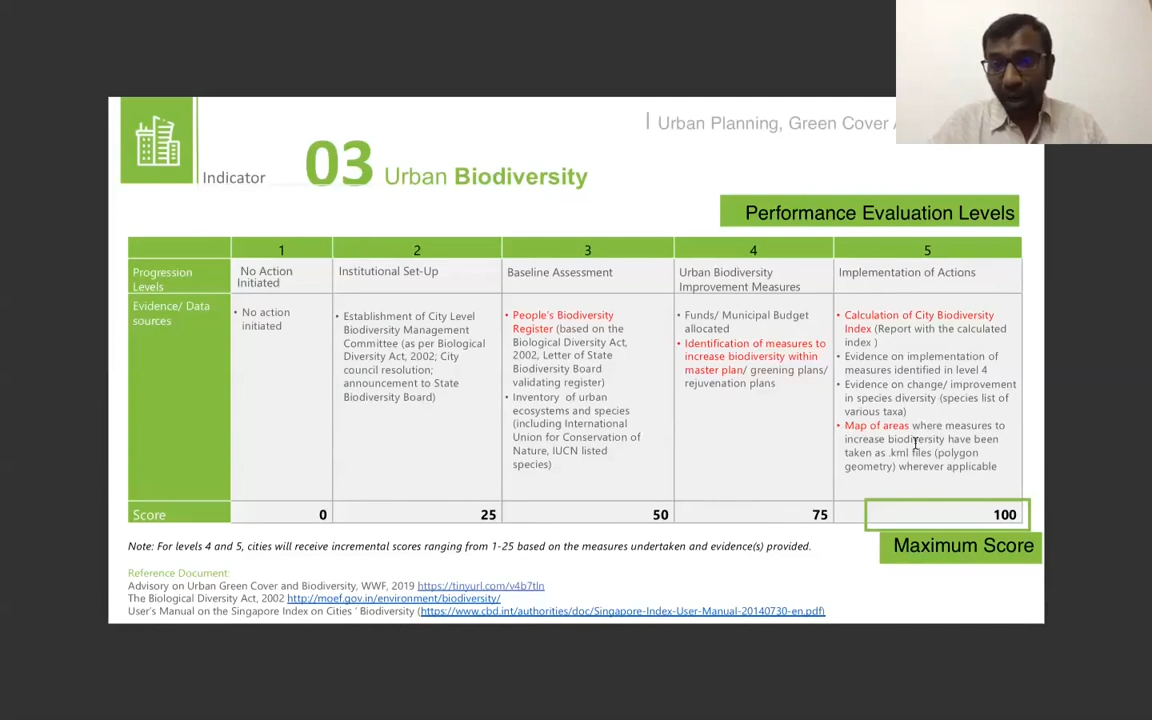 Urban Planning, Green Cover
Indicator 03 Urban Biodiversity
Performance Evaluation Levels
1 2 3 4 5
Progression
Levels
No Action
Initiated
Institutional Set-Up
Baseline Assessment
Urban Biodiversity
Improvement Measures
Implementation of Actions
Evidence/ Data
sources
• No action
initiated
• Establishment of City Level
Biodiversity Management
Committee (as per Biological
Diversity Act, 2002; City
council resolution;
announcement to State
Biodiversity Board)
• People's Biodiversity
Register (based on the
Biological Diversity Act,
2002, Letter of State
Biodiversity Board
validating register)
• Inventory of urban
ecosystems and species
(including International
Union for Conservation of
Nature, IUCN listed
species)
• Funds/ Municipal Budget
allocated
• Identification of measures to
increase biodiversity within
master plan/ greening plans/
rejuvenation plans
• Calculation of City Biodiversity
Index (Report with the calculated
index )
• Evidence on implementation of
measures identified in level 4
• Evidence on change/ improvement
in species diversity (species list of
various taxa)
• Map of areas where measures to
increase biodiversity have been
taken as .kml files (polygon
geometry) wherever applicable
Score 0 25 50 75 100
Maximum Score
Note: For levels 4 and 5, cities will receive incremental scores ranging from 1-25 based on the measures undertaken and evidence(s) provided.
Reference Document:
Advisory on Urban Green Cover and Biodiversity, WWF, 2019 https://tinyurl.com/v4b7tln
The Biological Diversity Act, 2002 http://moef.gov.in/environment/biodiversity/
User's Manual on the Singapore Index on Cities ' Biodiversity (https://www.cbd.int/authorities/doc/Singapore-Index-User-Manual-20140730-en.pdf)